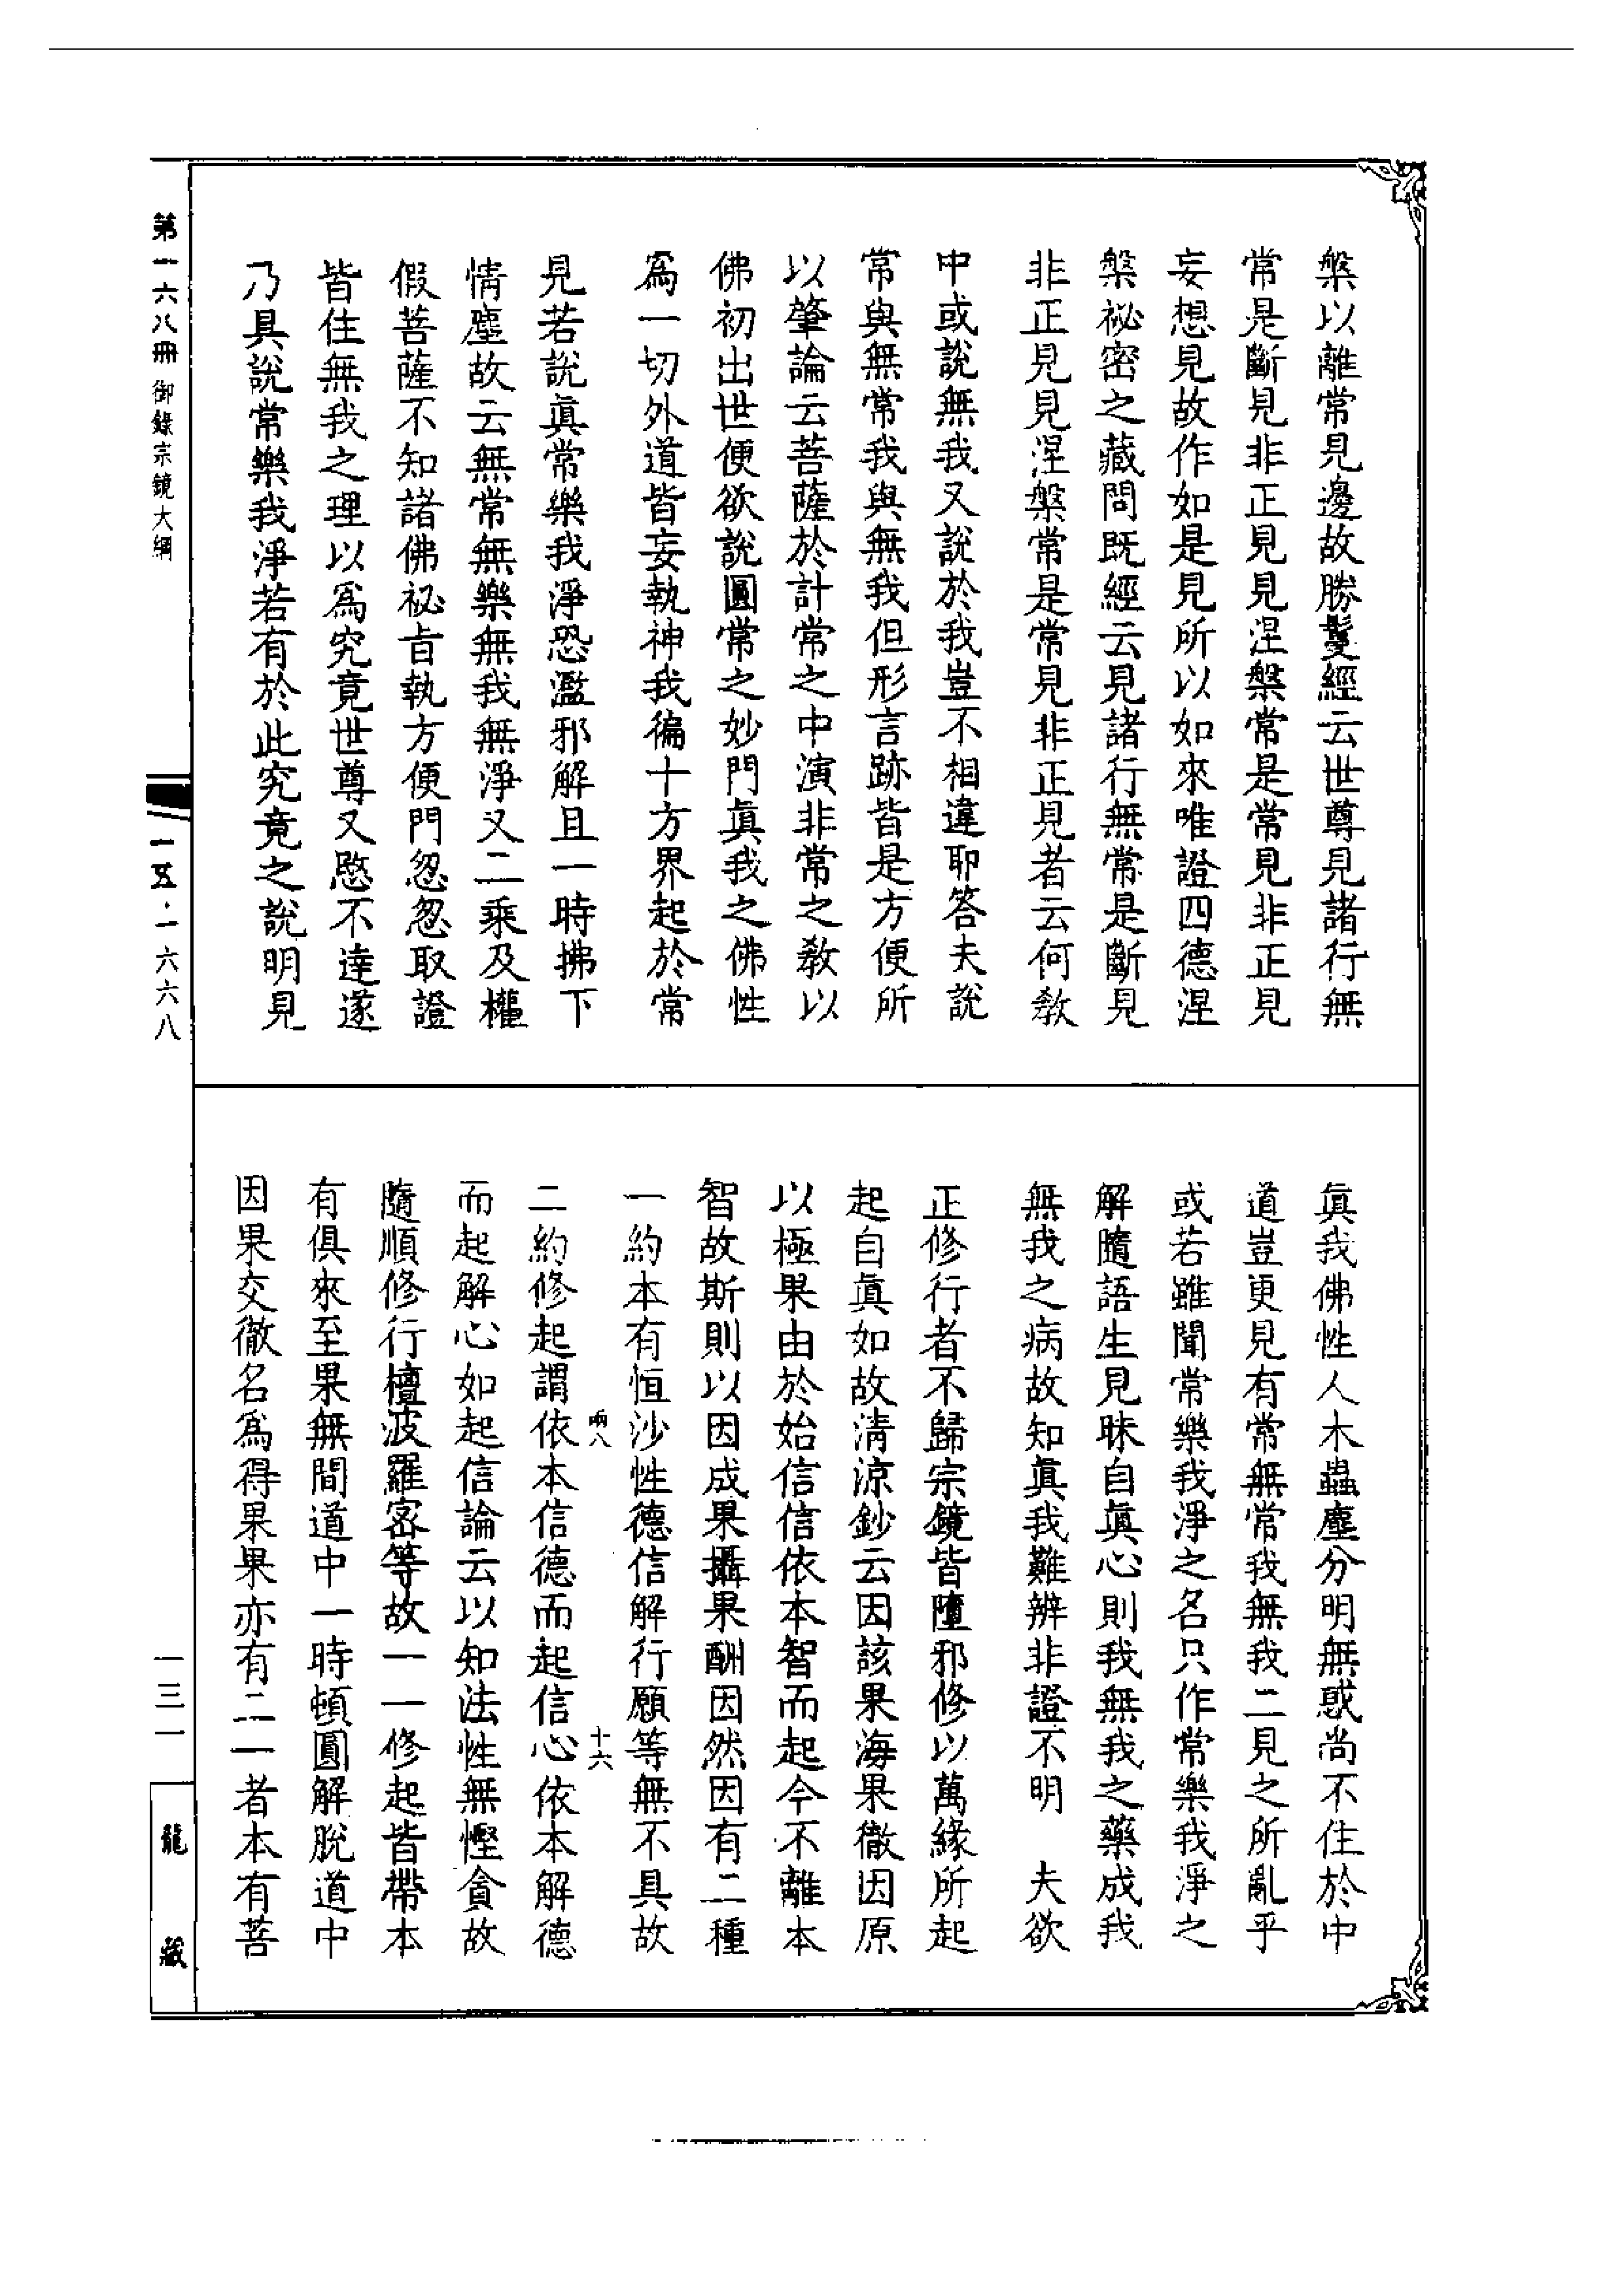 槃以離常見邊故勝鬘經云世尊見諸行無
常是斷見非正見見涅槃常是常見非正見
妄想見故作如是見所以如來唯證四德涅
槃祕密之藏問既經云見諸行無常是斷見
非正見見涅槃常是常見非正見者云何教
中或說無我又說於我豈不相違耶答夫說
常與無常我與無我但形言跡皆是方便所
以肇論云菩薩於計常之中演非常之教以
佛初出世便欲說圓常之妙門眞我之佛性
爲一切外道皆妄執神我徧十方界起於常
見若說眞常樂我淨恐濫邪解且一時拂下
情塵故云無常無樂無我無淨又二乘及權
假菩薩不知諸佛祕旨執方便門忽忽取證
皆住無我之理以爲究竟世尊又愍不達遂
乃具說常樂我淨若有於此究竟之說明見
眞我佛性人木蟲塵分明無惑尚不住於中
道豈更見有常無常我無我二見之所亂乎
或若雖聞常樂我淨之名只作常樂我淨之
解隨語生見昧自眞心則我無我之藥成我
無我之病故知眞我難辨非證不明　夫欲
正修行者不歸宗鏡皆墮邪修以萬緣所起
起自眞如故清涼鈔云因該果海果徹因原
以極果由於始信信依本智而起今不離本
智故斯則以因成果攝果酬因然因有二種
一約本有恒沙性德信解行願等無不具故
兩八　十六
二約修起謂依本信德而起信心依本解德
而起解心如起信論云以知法性無慳貪故
隨順修行檀波羅密等故一一修起皆帶本
有俱來至果無間道中一時頓圓解脫道中
因果交徹名爲得果果亦有二一者本有菩
第一六八冊 御錄宗鏡大綱
一五·一六六八
一三一
龍藏